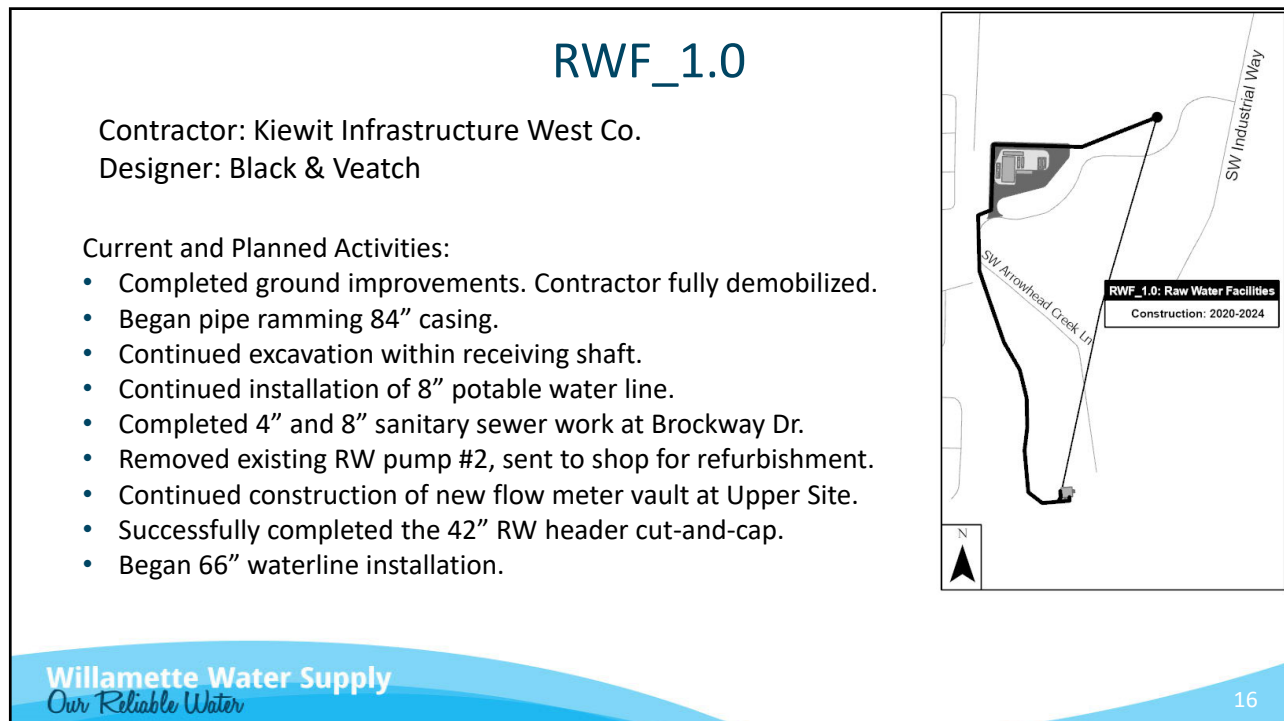 RWF_1.0
Contractor: Kiewit Infrastructure West Co.
Designer: Black & Veatch
Current and Planned Activities:
• Completed ground improvements. Contractor fully demobilized.
• Began pipe ramming 84” casing.
• Continued excavation within receiving shaft.
• Continued installation of 8” potable water line.
• Completed 4” and 8” sanitary sewer work at Brockway Dr.
• Removed existing RW pump #2, sent to shop for refurbishment.
• Continued construction of new flow meter vault at Upper Site.
• Successfully completed the 42” RW header cut-and-cap.
• Began 66” waterline installation.
SW Industrial Way
SW Arrowhead Creek Ln
RWF_1.0: Raw Water Facilities
Construction: 2020-2024
N
Willamette Water Supply
Our Reliable Water
16